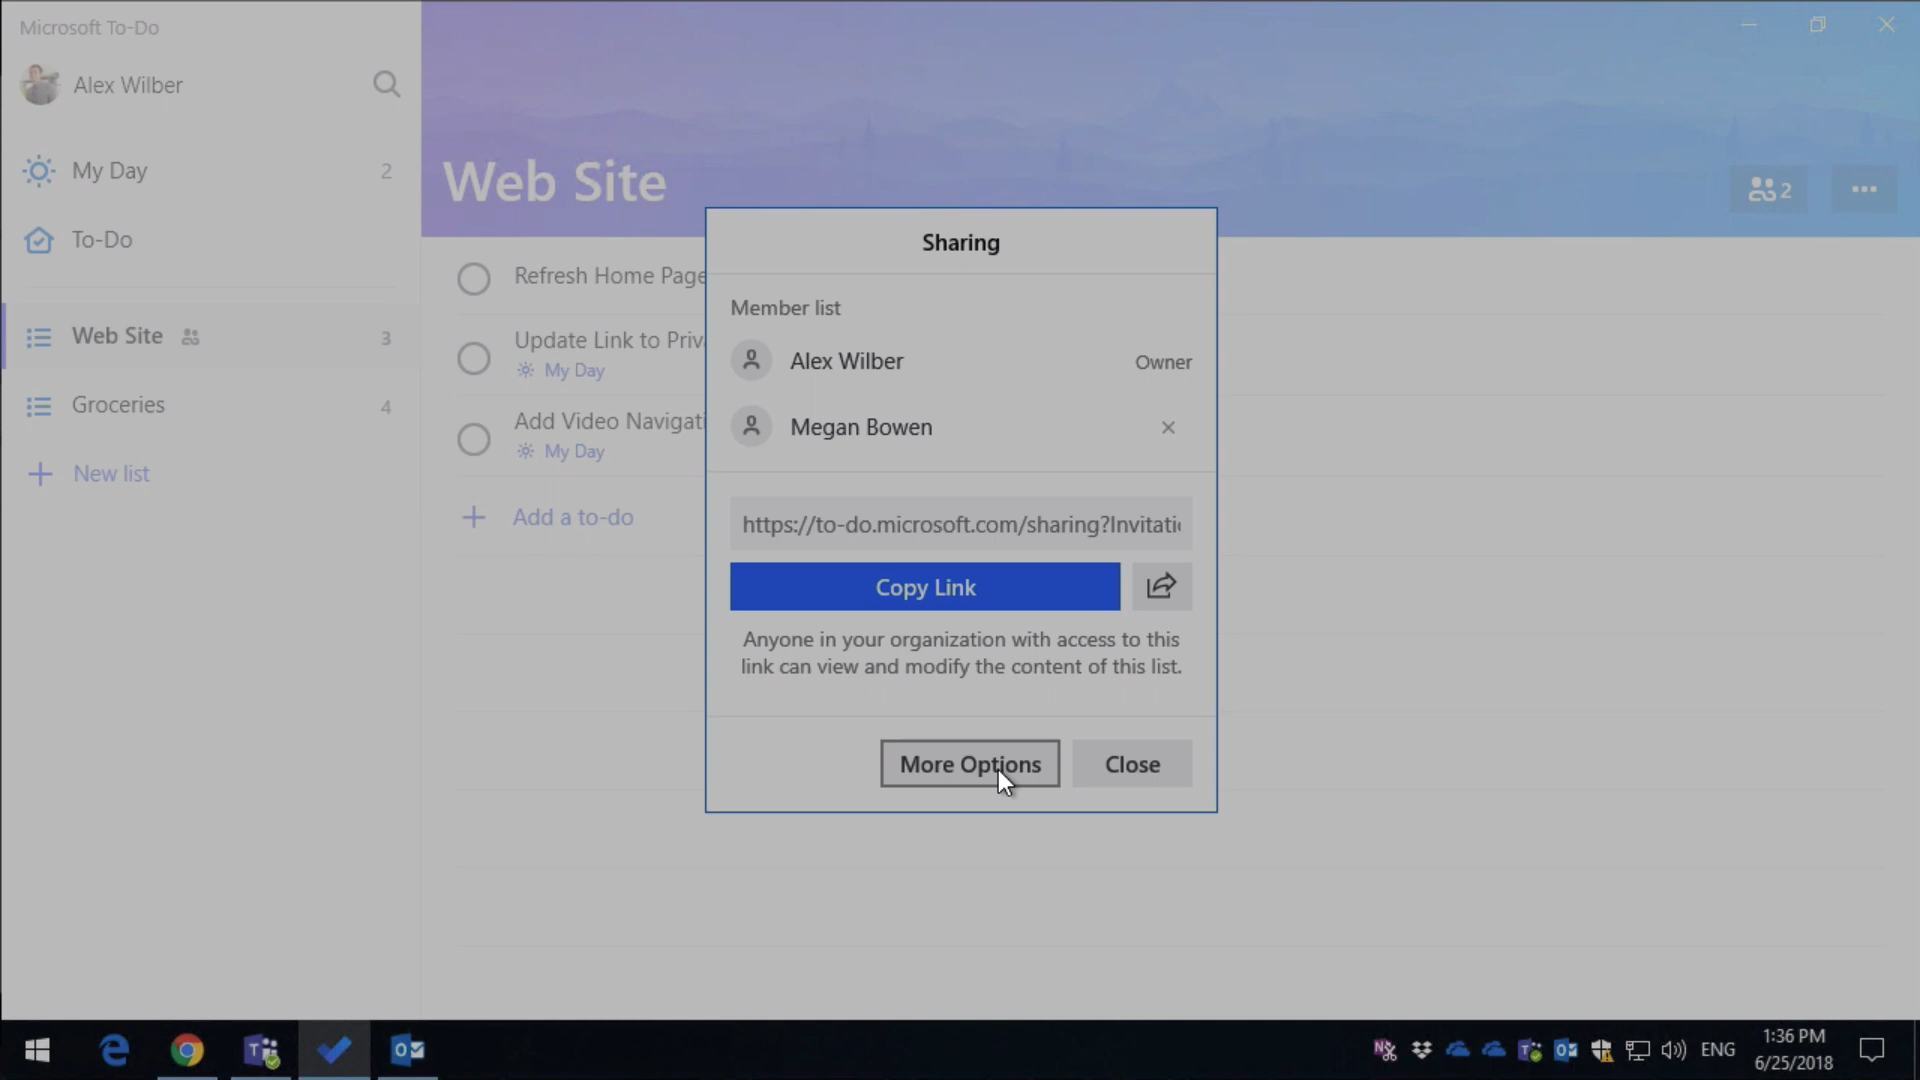 Microsoft To-Do
Alex Wilber
My Day 2
To-Do
Web Site 3
Groceries 4
New list
Web Site
2
Refresh Home Page
Update Link to Priv
My Day
Add Video Navigati
My Day
Add a to-do
Sharing
Member list
Alex Wilber Owner
Megan Bowen
https://to-do.microsoft.com/sharing?Invitati
Copy Link
Anyone in your organization with access to this
link can view and modify the content of this list.
More Options Close
ENG
1:36 PM
6/25/2018